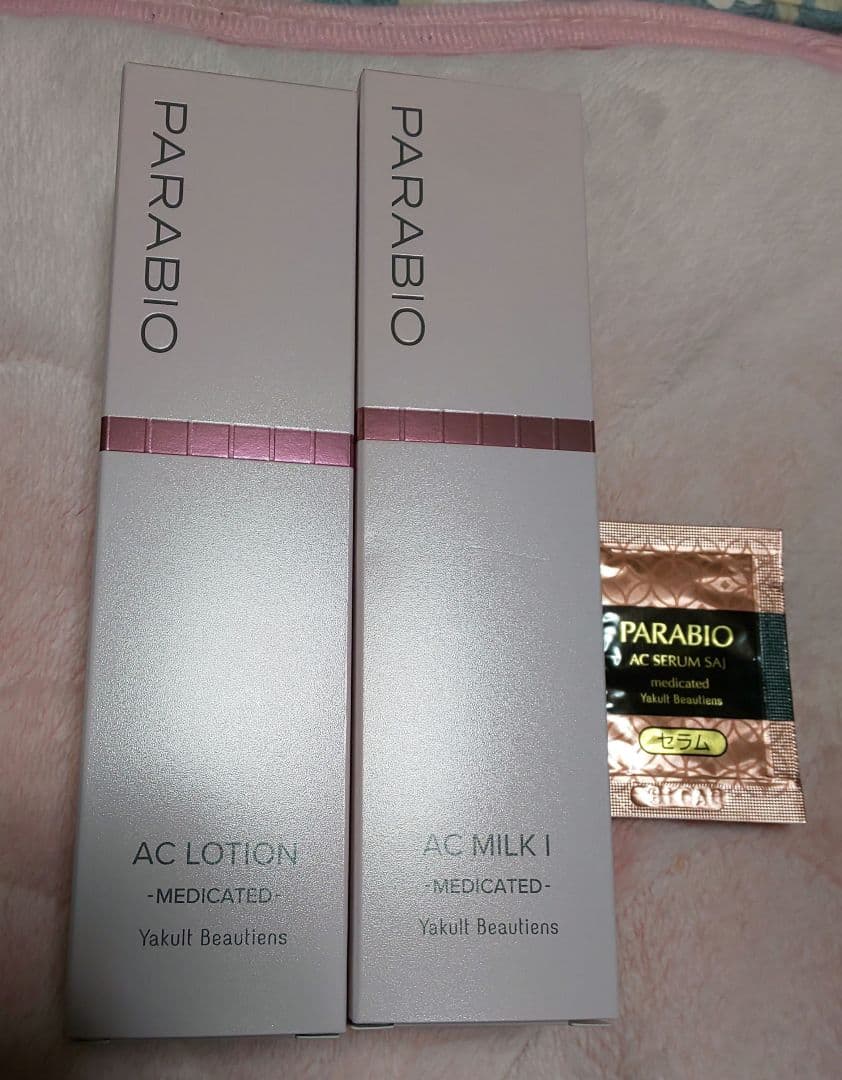 PARABIO
AC LOTION
-MEDICATED-
Yakult Beautiens
PARABIO
AC MILK I
-MEDICATED-
Yakult Beautiens
PARABIO
AC SERUM SAJ
medicated
Yakult Beautiens
セラム